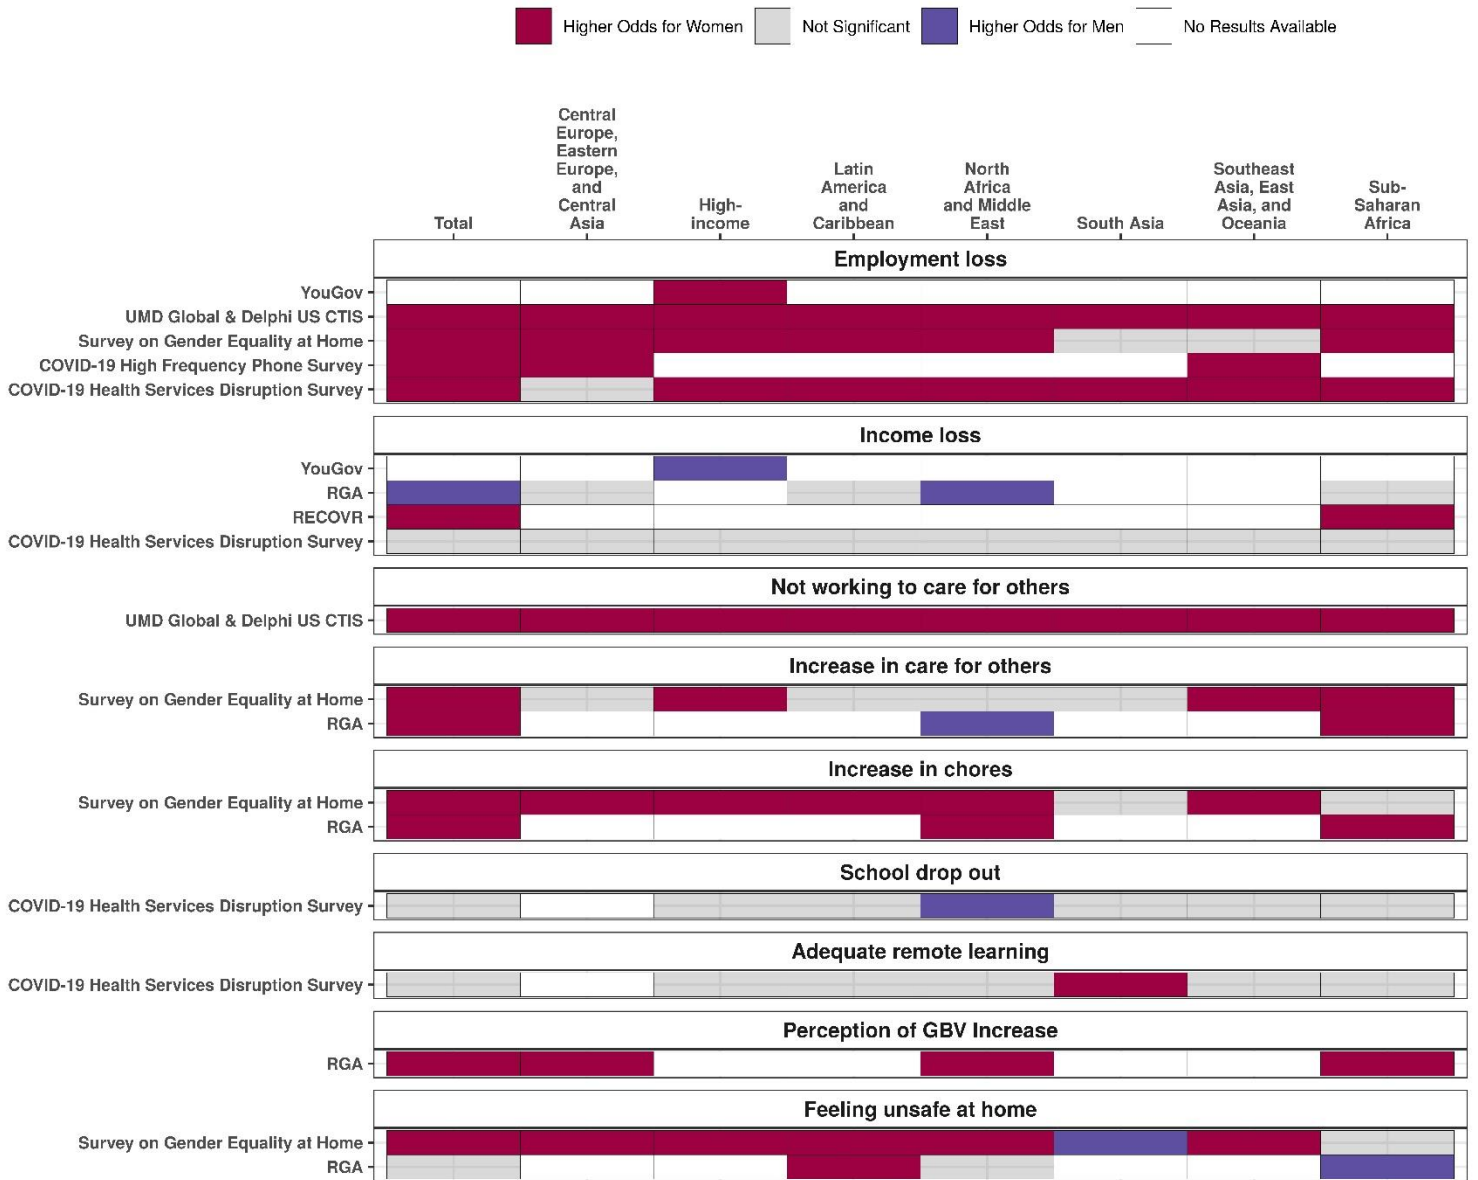 Higher Odds for Women Not Significant Higher Odds for Men No Results Available
Total
Central
Europe,
Eastern
Europe,
and
Central
Asia
High-
income
Latin
America
and
Caribbean
North
Africa
and Middle
East
South Asia
Southeast
Asia, East
Asia, and
Oceania
Sub-
Saharan
Africa
Employment loss
YouGov
UMD Global & Delphi US CTIS
Survey on Gender Equality at Home
COVID-19 High Frequency Phone Survey
COVID-19 Health Services Disruption Survey
Income loss
YouGov
RGA
RECOVR
COVID-19 Health Services Disruption Survey
Not working to care for others
UMD Global & Delphi US CTIS
Increase in care for others
Survey on Gender Equality at Home
RGA
Increase in chores
Survey on Gender Equality at Home
RGA
School drop out
COVID-19 Health Services Disruption Survey
Adequate remote learning
COVID-19 Health Services Disruption Survey
Perception of GBV Increase
RGA
Feeling unsafe at home
Survey on Gender Equality at Home
RGA